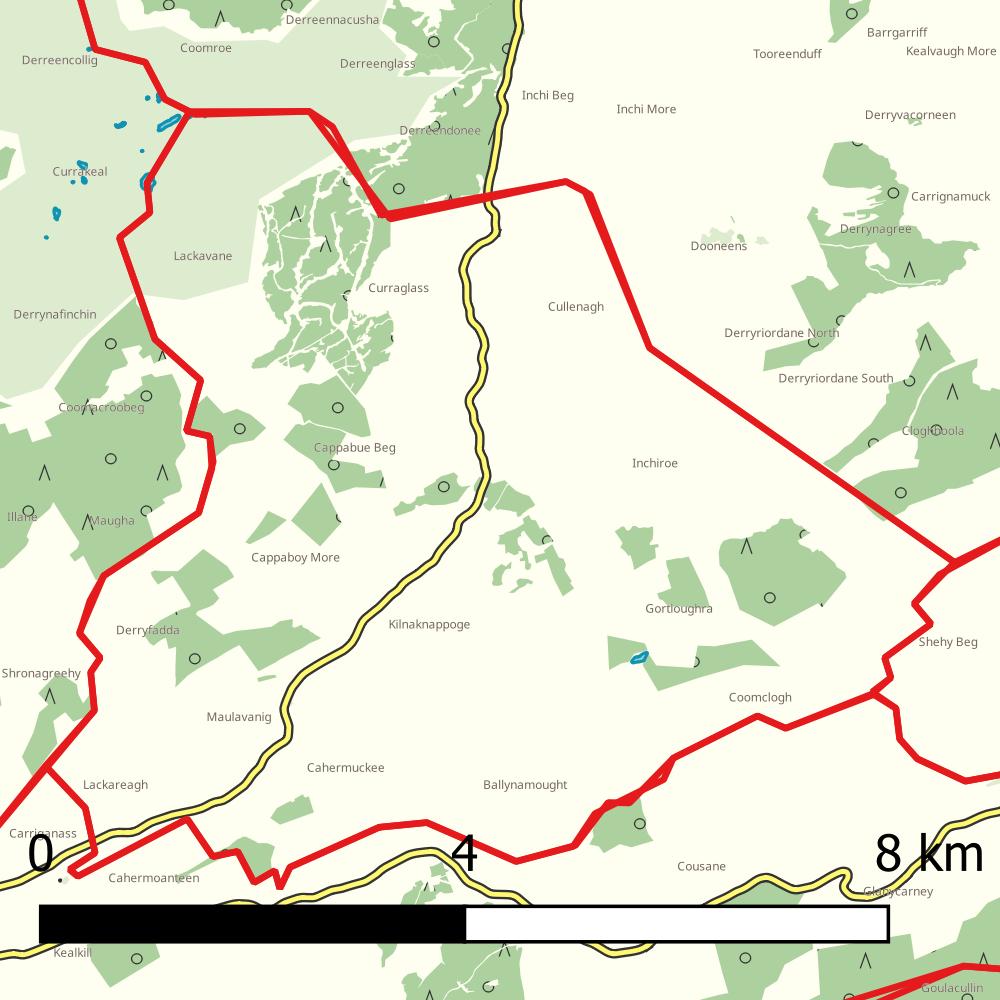 Derreennacusha
Barrgarriff
Coomroe
Kealvaugh More
Tooreenduff
Derreencollig
Derreenglass
Inchi Beg
Inchi More
Derryvacorneen
Derreendonee
Currakeal
Carrignamuck
Derrynagree
Dooneens
Lackavane
Curraglass
Cullenagh
Derrynafinchin
Derryriordane North
Derryriordane South
Coomacroobeg
Cloghboola
Cappabue Beg
Inchiroe
Illane
Maugha
Cappaboy More
Gortloughra
Kilnaknappoge
Derryfadda
Shehy Beg
Shronagreehy
Coomclogh
Maulavanig
Cahermuckee
Lackareagh
Ballynamought
Carriganass
0
4
8 km
Cousane
Cahermoanteen
Glanycarney
Kealkill
Goulacullin